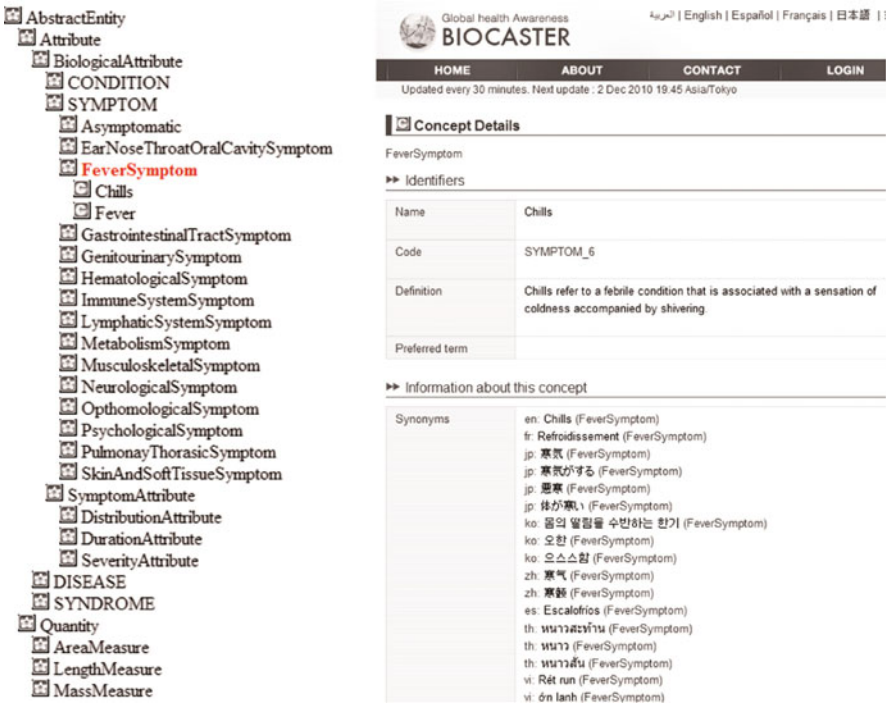 AbstractEntity
Attribute
BiologicalAttribute
CONDITION
SYMPTOM
Asymptomatic
EarNoseThroatOralCavitySymptom
FeverSymptom
Chills
Fever
GastrointestinalTractSymptom
GenitourinarySymptom
HematologicalSymptom
ImmuneSystemSymptom
LymphaticSystemSymptom
MetabolismSymptom
MusculoskeletalSymptom
NeurologicalSymptom
OpthomologicalSymptom
PsychologicalSymptom
PulmonayThorasicSymptom
SkinAndSoftTissueSymptom
SymptomAttribute
DistributionAttribute
DurationAttribute
SeverityAttribute
DISEASE
SYNDROME
Quantity
AreaMeasure
LengthMeasure
MassMeasure
Global health Awareness
BIOCASTER
العربية | English | Español | Français | 日本語 |
HOME ABOUT CONTACT LOGIN
Updated every 30 minutes. Next update : 2 Dec 2010 19.45 Asia/Tokyo
Concept Details
FeverSymptom
Identifiers
Name Chills
Code SYMPTOM_6
Definition Chills refer to a febrile condition that is associated with a sensation of
coldness accompanied by shivering.
Preferred term
Information about this concept
Synonyms en: Chills (FeverSymptom)
fr: Refroidissement (FeverSymptom)
jp: 寒気 (FeverSymptom)
jp: 寒気がする (FeverSymptom)
jp: 悪寒 (FeverSymptom)
jp: 体が寒い (FeverSymptom)
ko: 몸의 떨림을 수반하는 한기 (FeverSymptom)
ko: 오한 (FeverSymptom)
ko: 으스스함 (FeverSymptom)
zh: 寒气 (FeverSymptom)
zh: (FeverSymptom)
es: Escalofríos (FeverSymptom)
th: หนาวสะท้าน (FeverSymptom)
th: หนาว (FeverSymptom)
th: หนาวสั่น (FeverSymptom)
vi: Rét run (FeverSymptom)
vi: ớn lạnh (FeverSymptom)